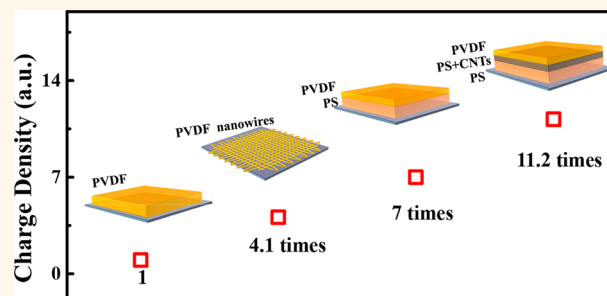 Charge Density (a.u.)
14
7
0
PVDF
1
PVDF nanowires
4.1 times
PVDF
PS
7 times
PVDF
PS+CNTs
PS
11.2 times